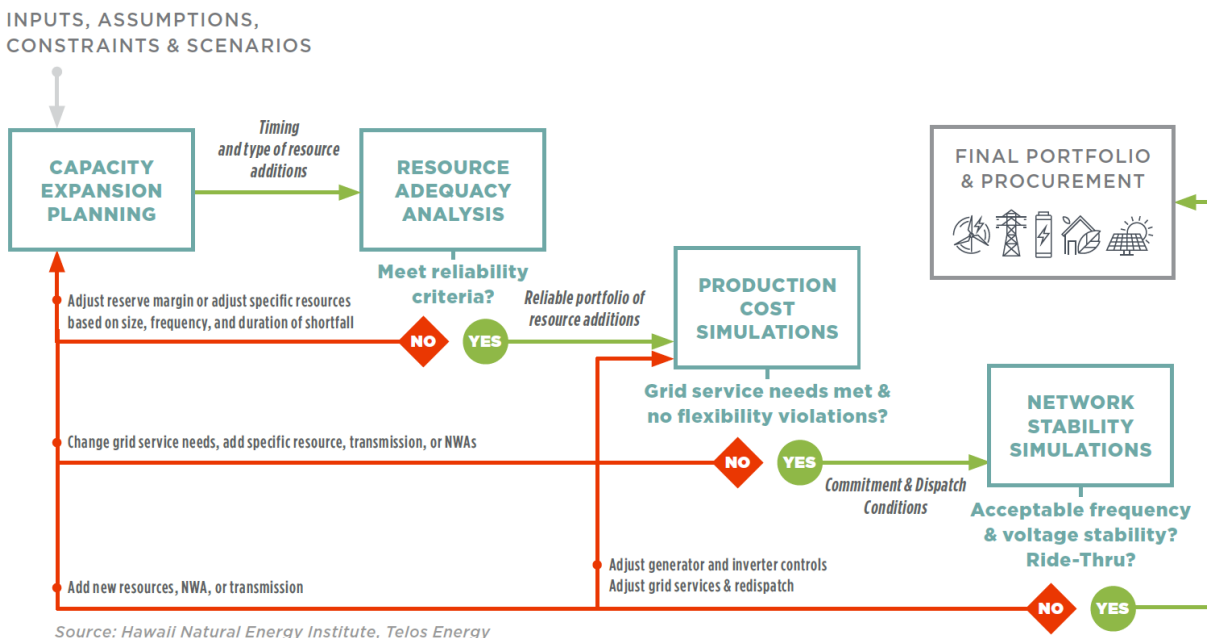 INPUTS, ASSUMPTIONS,
CONSTRAINTS & SCENARIOS
CAPACITY
EXPANSION
PLANNING
Timing
and type of resource
additions
RESOURCE
ADEQUACY
ANALYSIS
Meet reliability
criteria?
NO
YES
Adjust reserve margin or adjust specific resources
based on size, frequency, and duration of shortfall
Reliable portfolio of
resource additions
PRODUCTION
COST
SIMULATIONS
Grid service needs met &
no flexibility violations?
NO
YES
Change grid service needs, add specific resource, transmission, or NWAs
Commitment & Dispatch
Conditions
NETWORK
STABILITY
SIMULATIONS
Acceptable frequency
& voltage stability?
Ride-Thru?
NO
YES
Adjust generator and inverter controls
Adjust grid services & redispatch
Add new resources, NWA, or transmission
FINAL PORTFOLIO
& PROCUREMENT
Source: Hawaii Natural Energy Institute, Telos Energy